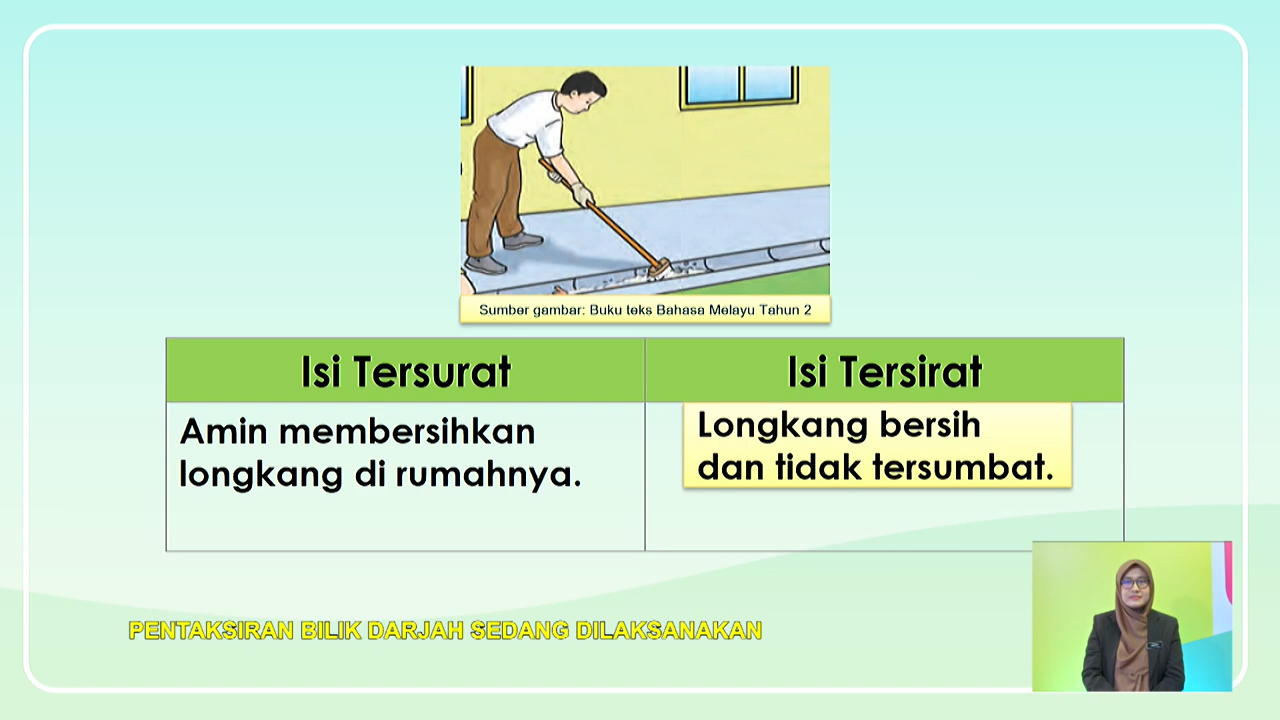 Sumber gambar: Buku teks Bahasa Melayu Tahun 2
Isi Tersurat
Isi Tersirat
Amin membersihkan
longkang di rumahnya.
Longkang bersih
dan tidak tersumbat.
PENTAKSIRAN BILIK DARJAH SEDANG DILAKSANAKAN